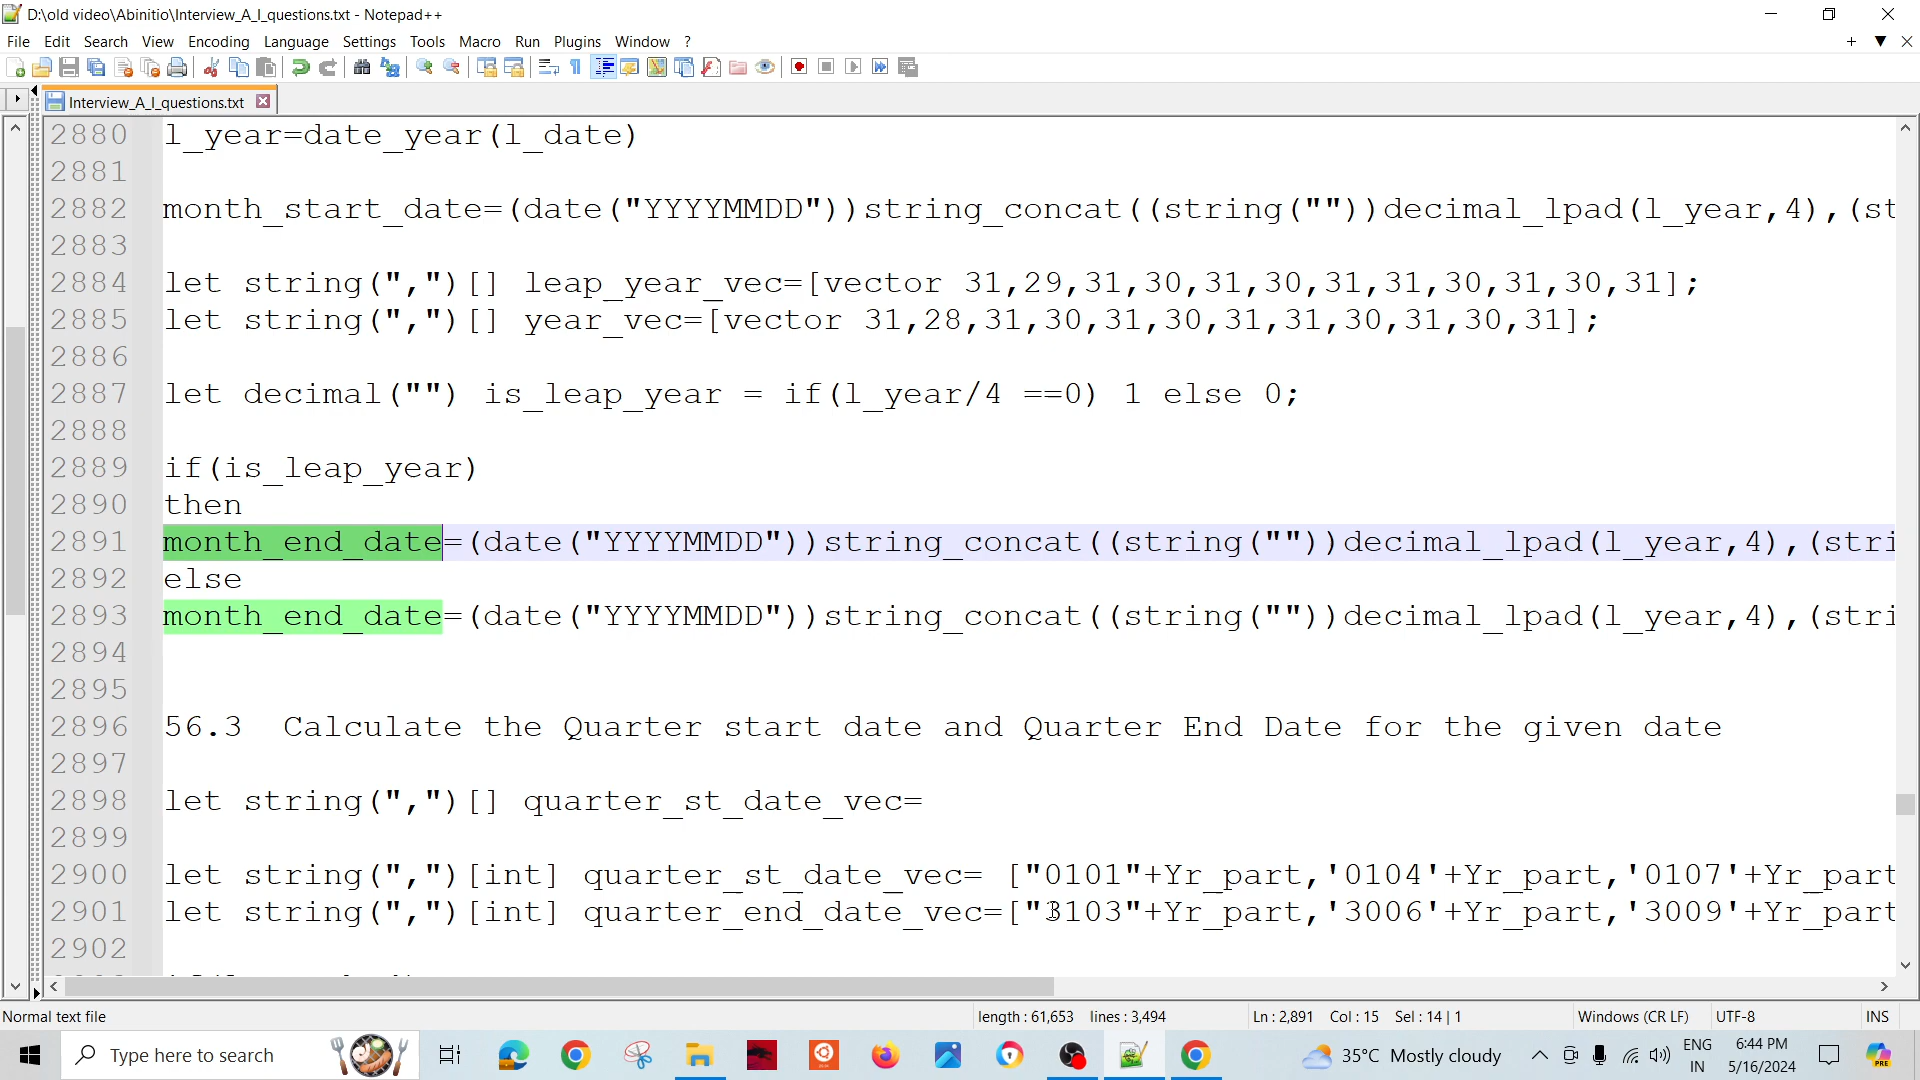 D:\old video\Abinitio\Interview_A_I_questions.txt - Notepad++
File Edit Search View Encoding Language Settings Tools Macro Run Plugins Window ?
Interview_A_I_questions.txt
2880 l_year=date_year(l_date)
2881
2882 month_start_date=(date("YYYYMMDD"))string_concat((string(""))decimal_lpad(l_year,4),(st
2883
2884 let string(",")[] leap_year_vec=[vector 31,29,31,30,31,30,31,31,30,31,30,31];
2885 let string(",")[] year_vec=[vector 31,28,31,30,31,30,31,31,30,31,30,31];
2886
2887 let decimal("") is_leap_year = if(l_year/4 ==0) 1 else 0;
2888
2889 if(is_leap_year)
2890 then
2891 month_end_date=(date("YYYYMMDD"))string_concat((string(""))decimal_lpad(l_year,4),(stri
2892 else
2893 month_end_date=(date("YYYYMMDD"))string_concat((string(""))decimal_lpad(l_year,4),(stri
2894
2895
2896 56.3  Calculate the Quarter start date and Quarter End Date for the given date
2897
2898 let string(",")[] quarter_st_date_vec=
2899
2900 let string(",")[int] quarter_st_date_vec= ["0101"+Yr_part,'0104'+Yr_part,'0107'+Yr_part
2901 let string(",")[int] quarter_end_date_vec=["3103"+Yr_part,'3006'+Yr_part,'3009'+Yr_part
2902
Normal text file length : 61,653 lines : 3,494 Ln : 2,891 Col : 15 Sel : 14 | 1 Windows (CR LF) UTF-8 INS
Type here to search 35°C Mostly cloudy ENG IN 6:44 PM 5/16/2024